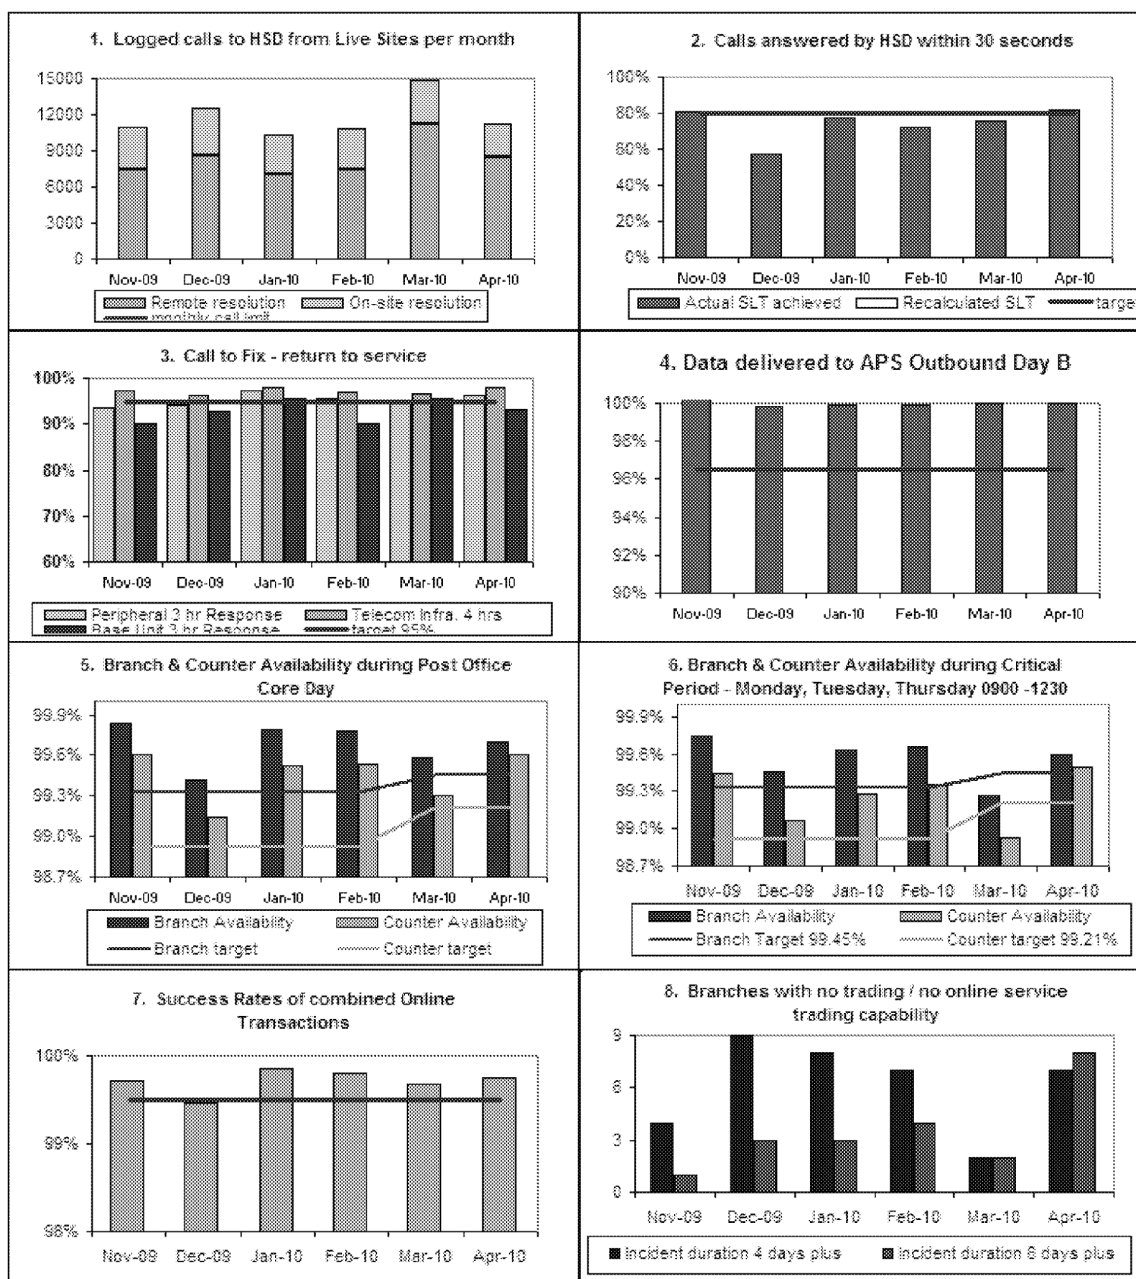 1. Logged calls to HSD from Live Sites per month
15000
12000
9000
6000
3000
0
Nov-09 Dec-09 Jan-10 Feb-10 Mar-10 Apr-10
Remote resolution On-site resolution
monthly call limit
2. Calls answered by HSD within 30 seconds
100%
80%
60%
40%
20%
0%
Nov-09 Dec-09 Jan-10 Feb-10 Mar-10 Apr-10
Actual SLT achieved Recalculated SLT target
3. Call to Fix - return to service
100%
90%
80%
70%
60%
Nov-09 Dec-09 Jan-10 Feb-10 Mar-10 Apr-10
Peripheral 3 hr Response Telecom Infra. 4 hrs
Base Unit 3 hr Response target 95%
4. Data delivered to APS Outbound Day B
100%
98%
96%
94%
92%
90%
Nov-09 Dec-09 Jan-10 Feb-10 Mar-10 Apr-10
5. Branch & Counter Availability during Post Office
Core Day
99.9%
99.6%
99.3%
99.0%
98.7%
Nov-09 Dec-09 Jan-10 Feb-10 Mar-10 Apr-10
Branch Availability Counter Availability
Branch target Counter target
6. Branch & Counter Availability during Critical
Period - Monday, Tuesday, Thursday 0900 -1230
99.9%
99.6%
99.3%
99.0%
98.7%
Nov-09 Dec-09 Jan-10 Feb-10 Mar-10 Apr-10
Branch Availability Counter Availability
Branch Target 99.45% Counter target 99.21%
7. Success Rates of combined Online
Transactions
100%
99%
98%
Nov-09 Dec-09 Jan-10 Feb-10 Mar-10 Apr-10
8. Branches with no trading / no online service
trading capability
9
6
3
0
Nov-09 Dec-09 Jan-10 Feb-10 Mar-10 Apr-10
Incident duration 4 days plus Incident duration 6 days plus